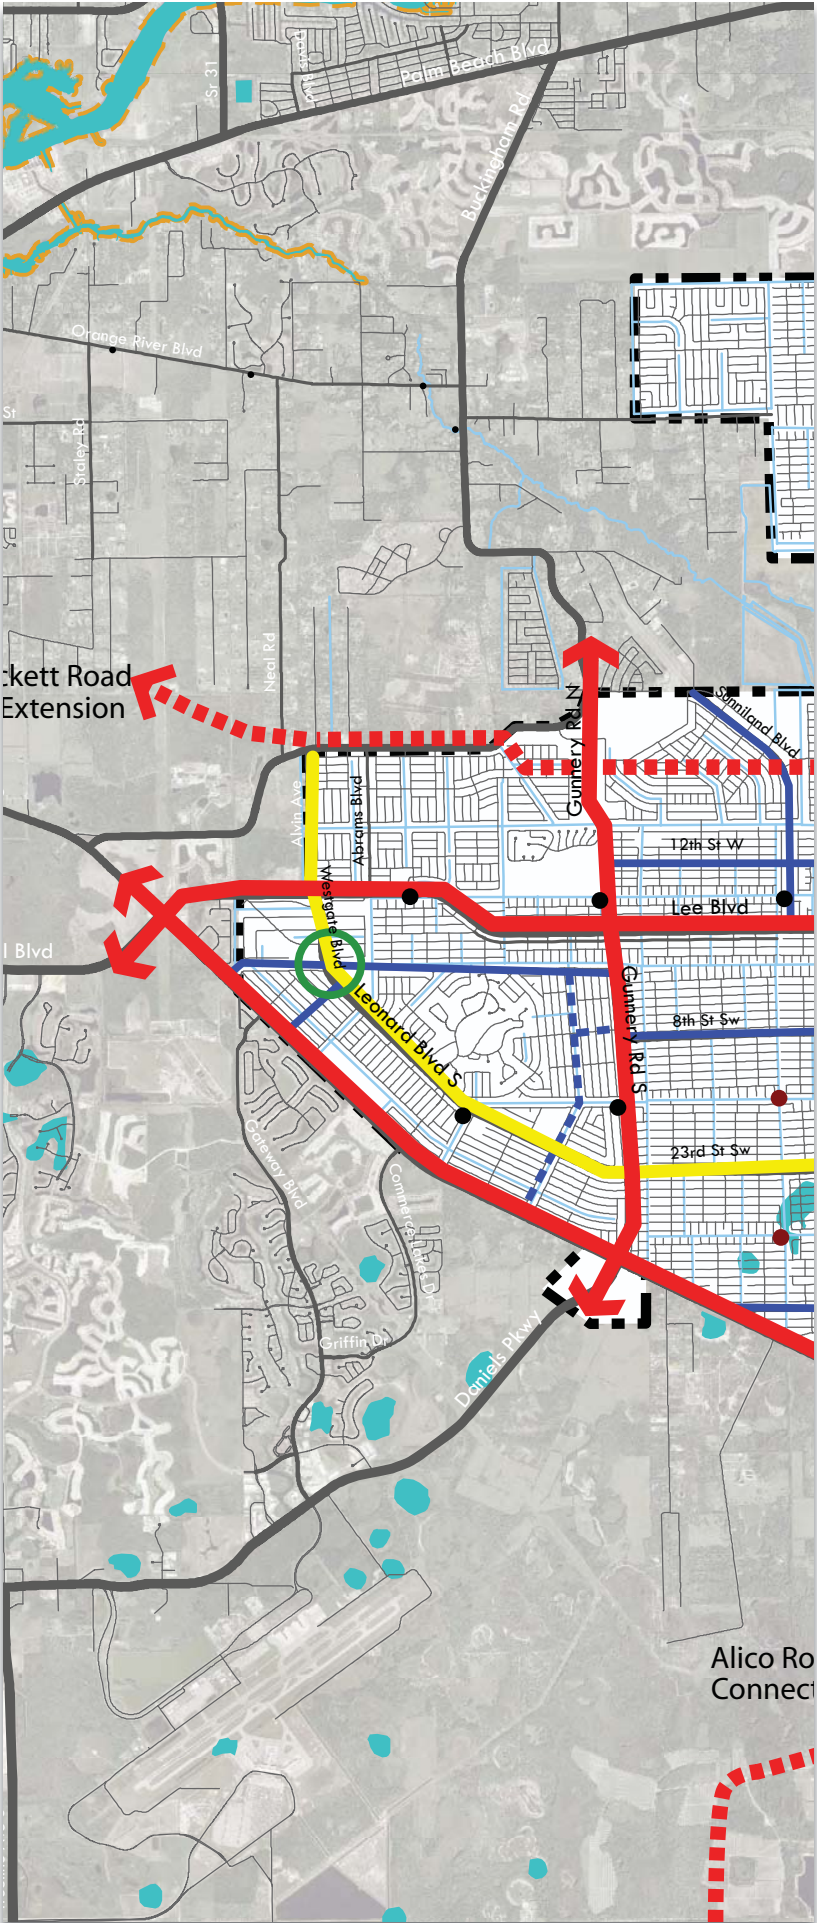 Davis Blvd
Palm Beach Blvd
Sr 31
Buckingham Rd
Orange River Blvd
St
Staley Rd
Neal Rd
ckett Road
Extension
Gunnery Rd N
Sunniland Blvd
Alvin Ave
Abrams Blvd
12th St W
Westgate Blvd
Lee Blvd
l Blvd
Leonard Blvd S
Gunnery Rd S
8th St Sw
23rd St Sw
Gateway Blvd
Commerce Lakes Dr
Griffin Dr
Daniels Pkwy
Alico Ro
Connect